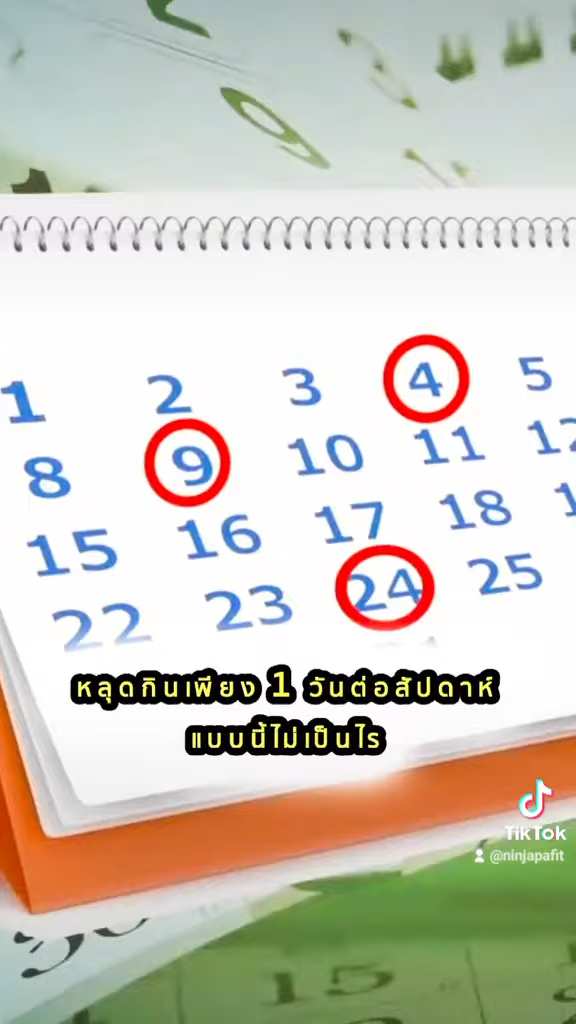 1 2 3 4 5
8 9 10 11 12
15 16 17 18
22 23 24 25
หลุดกินเพียง 1 วันต่อสัปดาห์
แบบนี้ไม่เป็นไร
TikTok
@ninjapafit
15